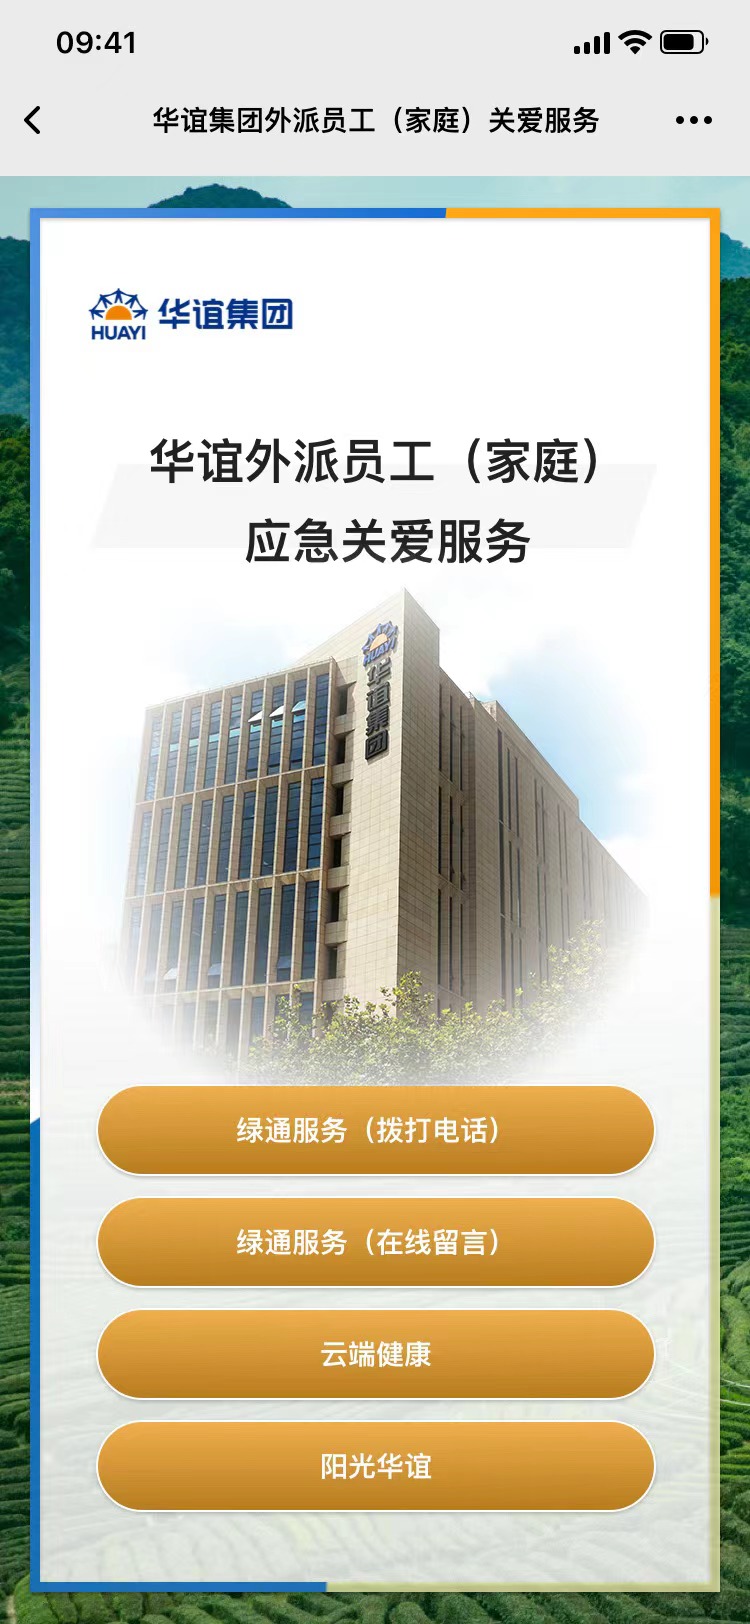 09:41
华谊集团外派员工（家庭）关爱服务
HUAYI 华谊集团
华谊外派员工（家庭）
应急关爱服务
HUAYI
华谊集团
绿通服务（拨打电话）
绿通服务（在线留言）
云端健康
阳光华谊